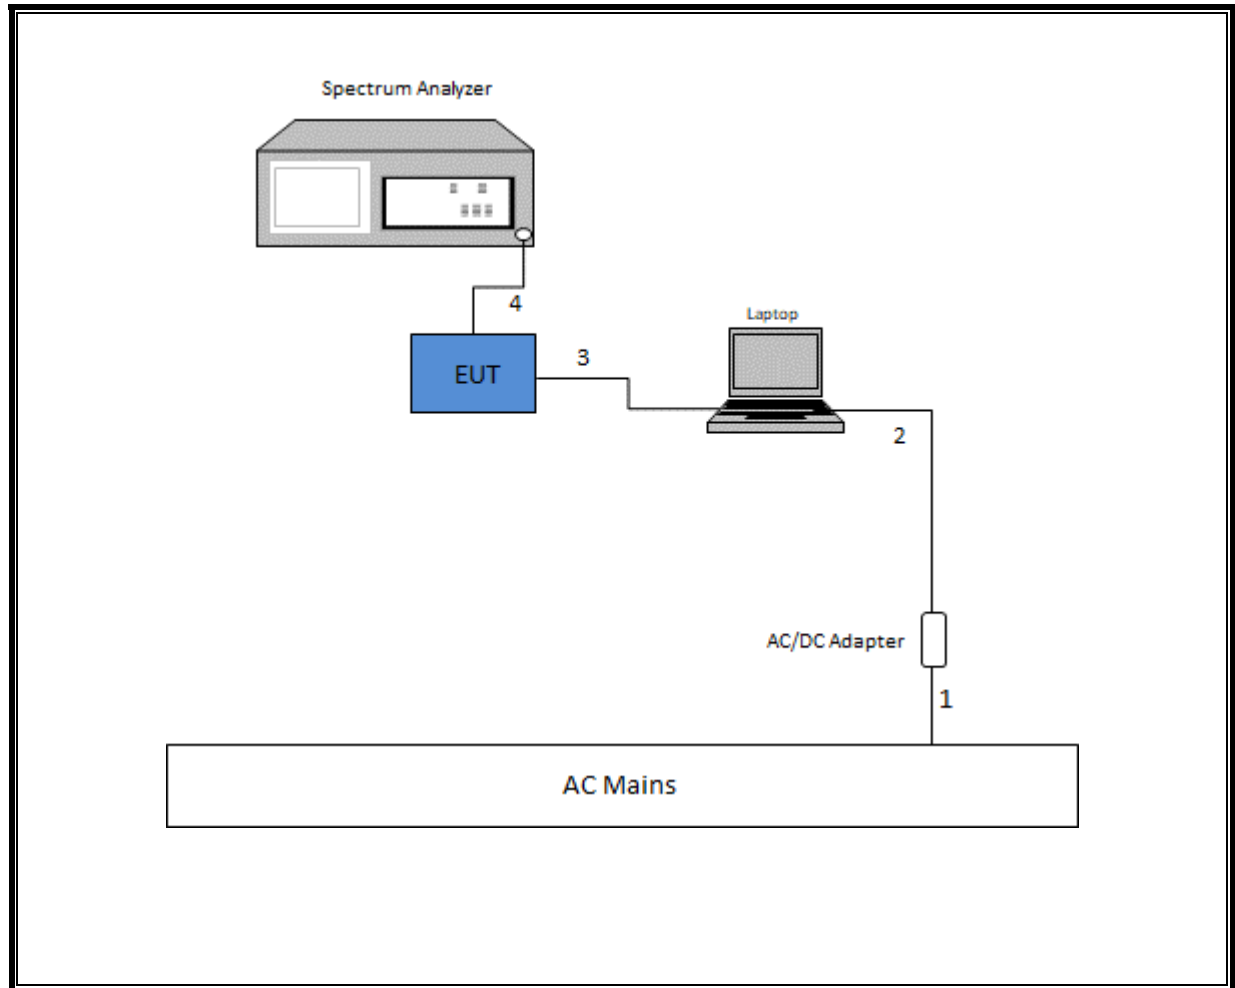 Spectrum Analyzer
4
Laptop
EUT
3
2
AC/DC Adapter
1
AC Mains